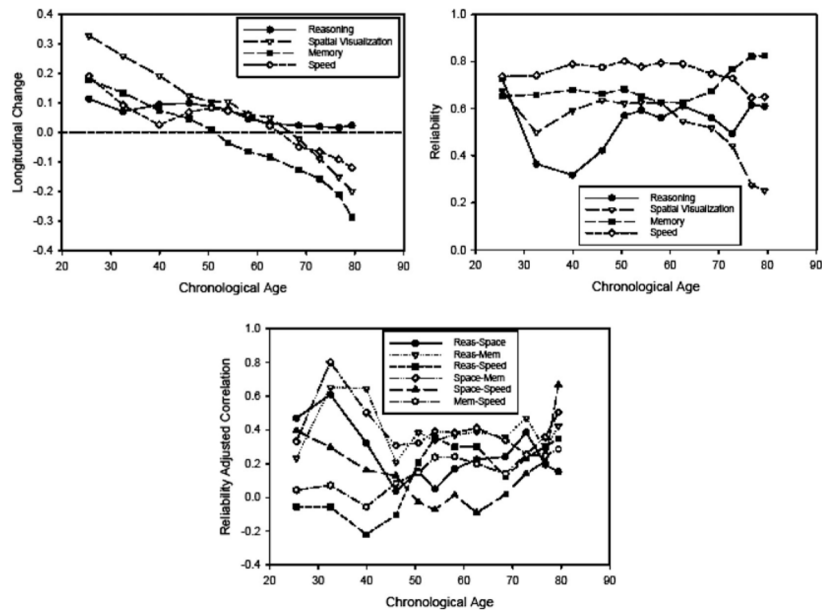 0.4
0.3
0.2
0.1
0.0
-0.1
-0.2
-0.3
-0.4
Longitudinal Change
Reasoning
Spatial Visualization
Memory
Speed
20 30 40 50 60 70 80 90
Chronological Age
1.0
0.8
0.6
0.4
0.2
0.0
Reliability
Reasoning
Spatial Visualization
Memory
Speed
20 30 40 50 60 70 80 90
Chronological Age
1.0
0.8
0.6
0.4
0.2
0.0
-0.2
-0.4
Reliability Adjusted Correlation
Reas-Space
Reas-Mem
Reas-Speed
Space-Mem
Space-Speed
Mem-Speed
20 30 40 50 60 70 80 90
Chronological Age